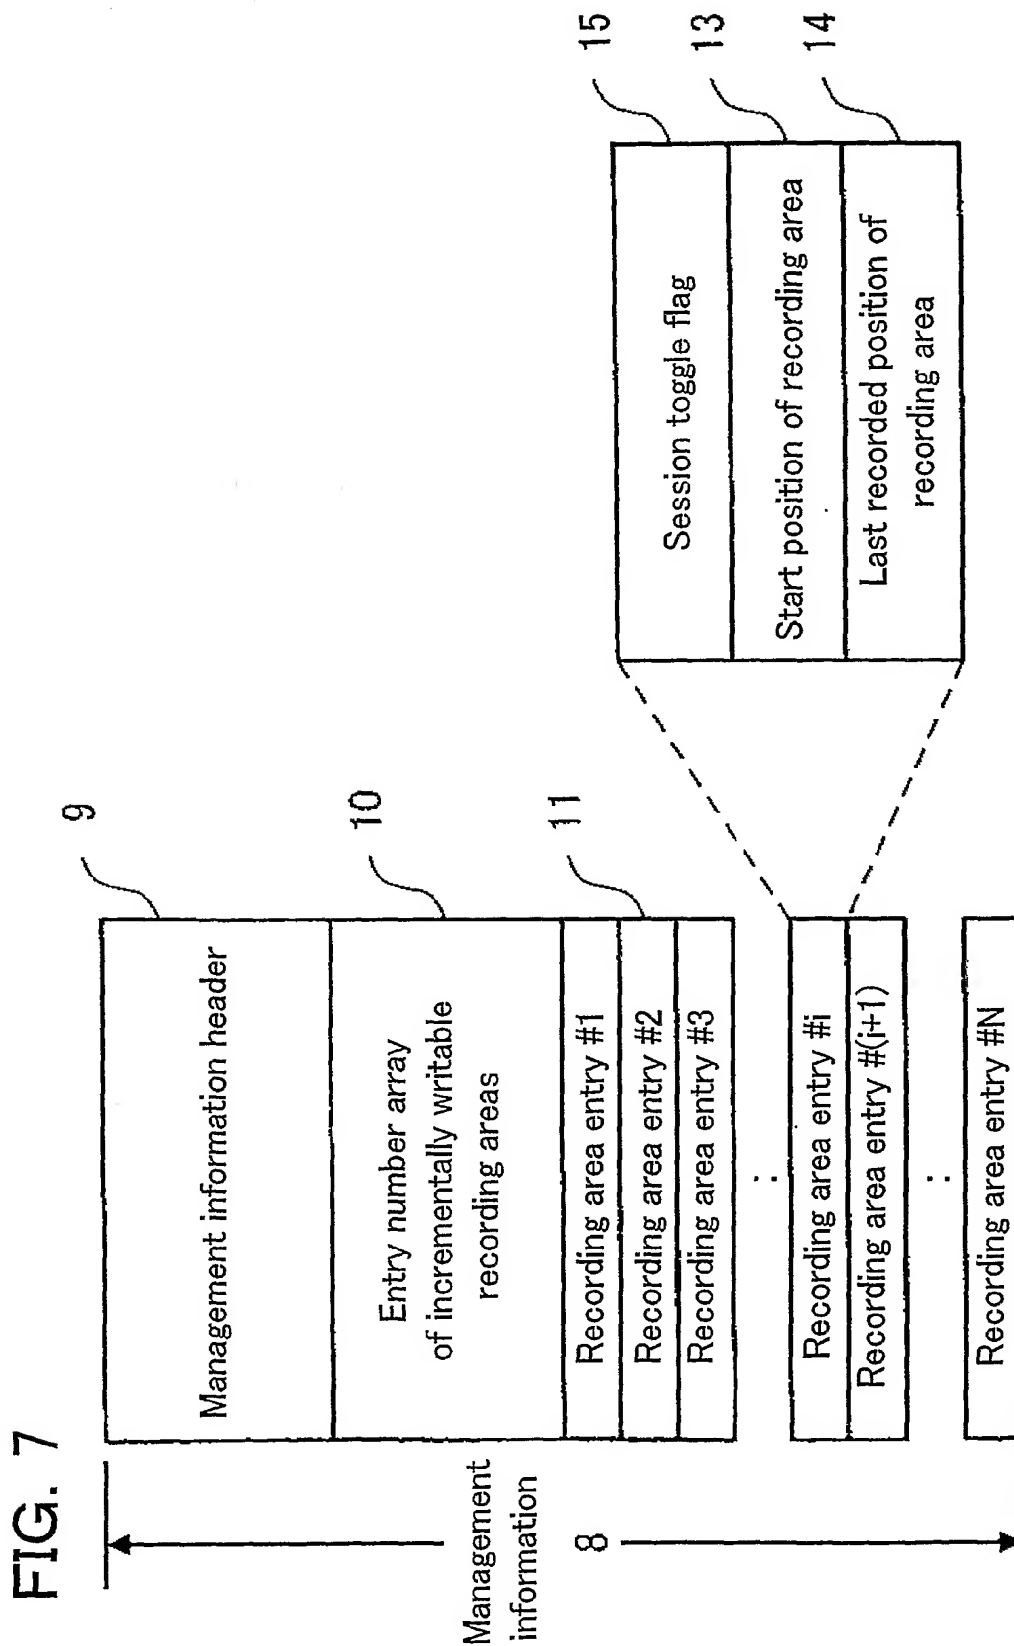 FIG. 7
Management
information
8
Management information header
9
Entry number array
of incrementally writable
recording areas
10
Recording area entry #1
Recording area entry #2
11
Recording area entry #3
:
Recording area entry #i
Recording area entry #(i+1)
:
Recording area entry #N
Session toggle flag
15
Start position of recording area
13
Last recorded position of
recording area
14